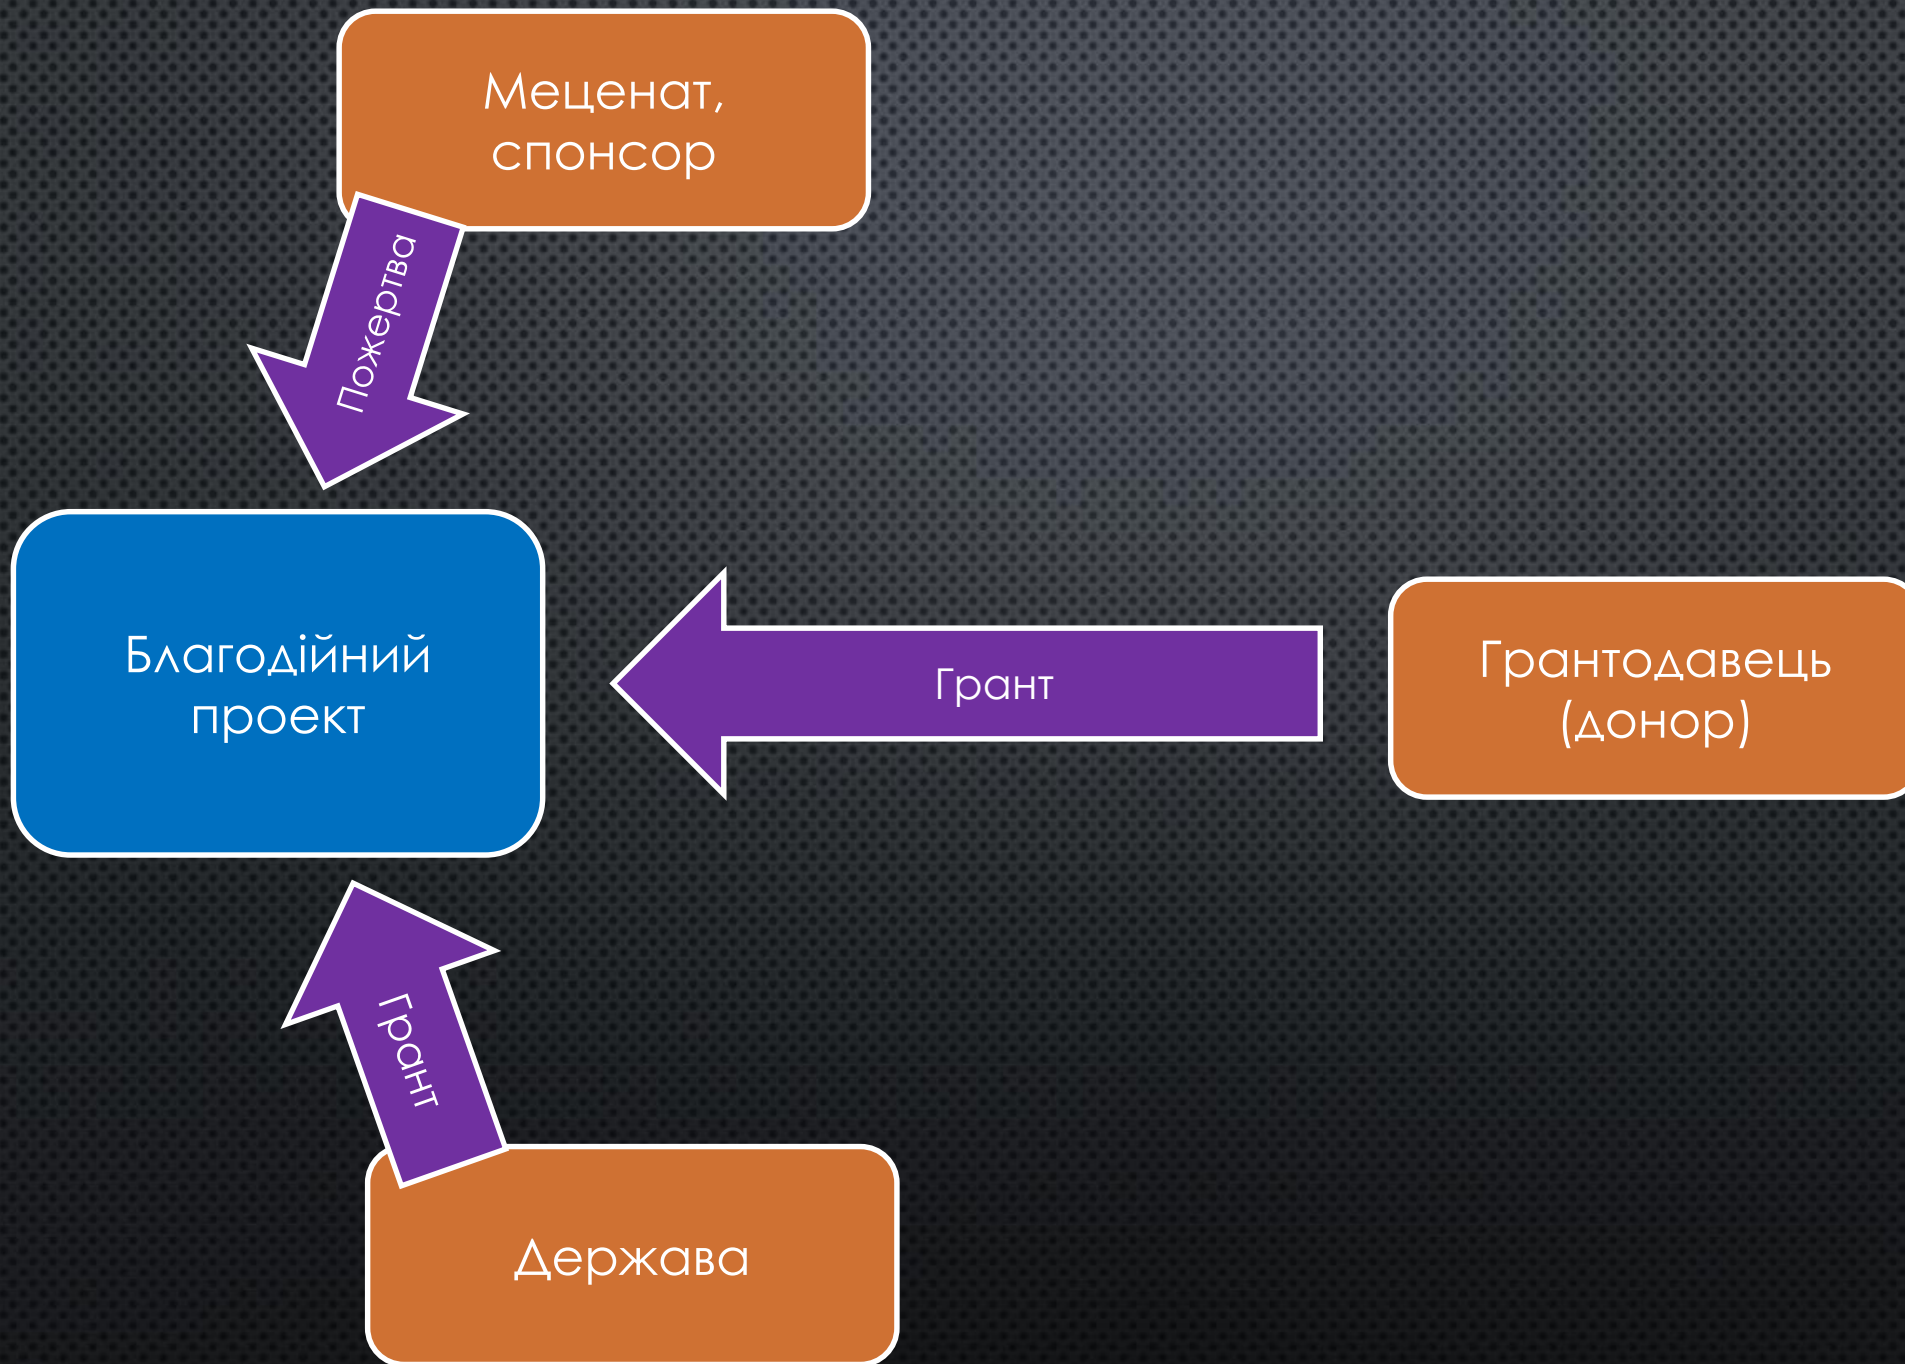 Меценат,
спонсор
Пожертва
Благодійний
проект
Грант
Грантодавець
(донор)
Грант
Держава